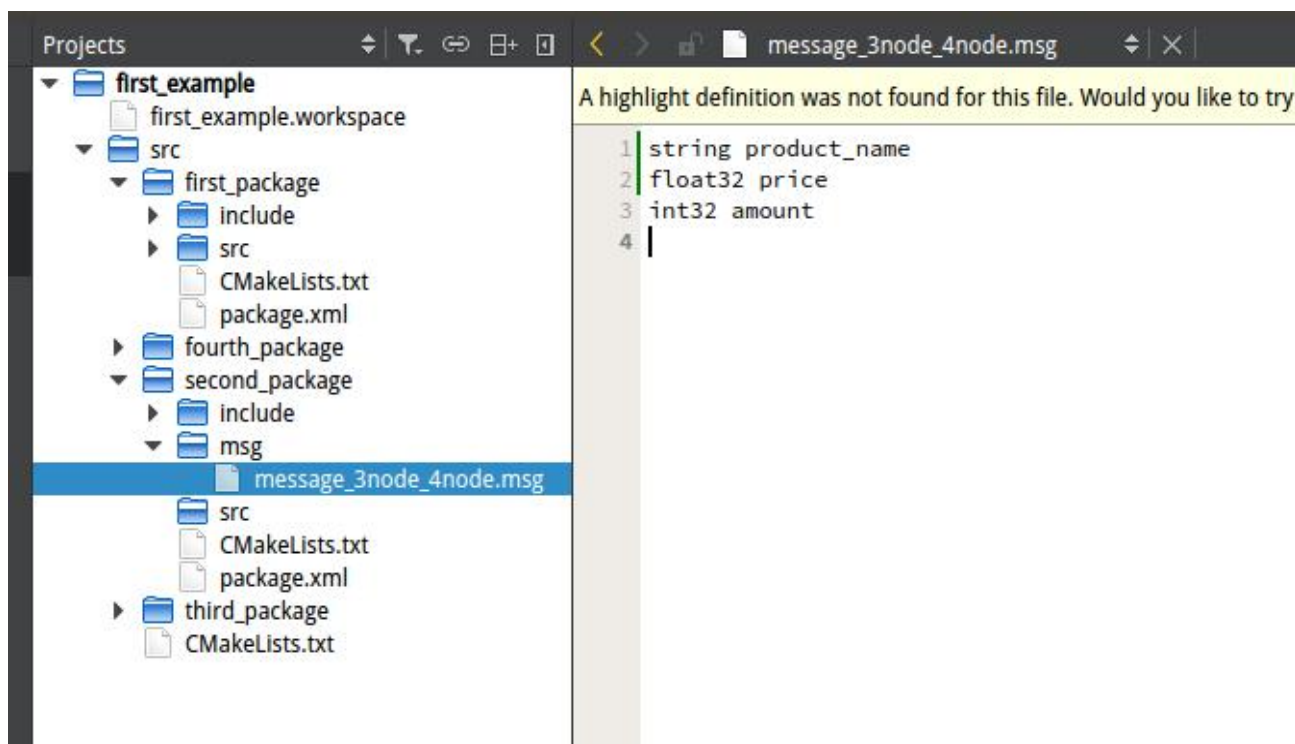 Projects
first_example
first_example.workspace
src
first_package
include
src
CMakeLists.txt
package.xml
fourth_package
second_package
include
msg
message_3node_4node.msg
src
CMakeLists.txt
package.xml
third_package
CMakeLists.txt
message_3node_4node.msg
A highlight definition was not found for this file. Would you like to try
1 string product_name
2 float32 price
3 int32 amount
4